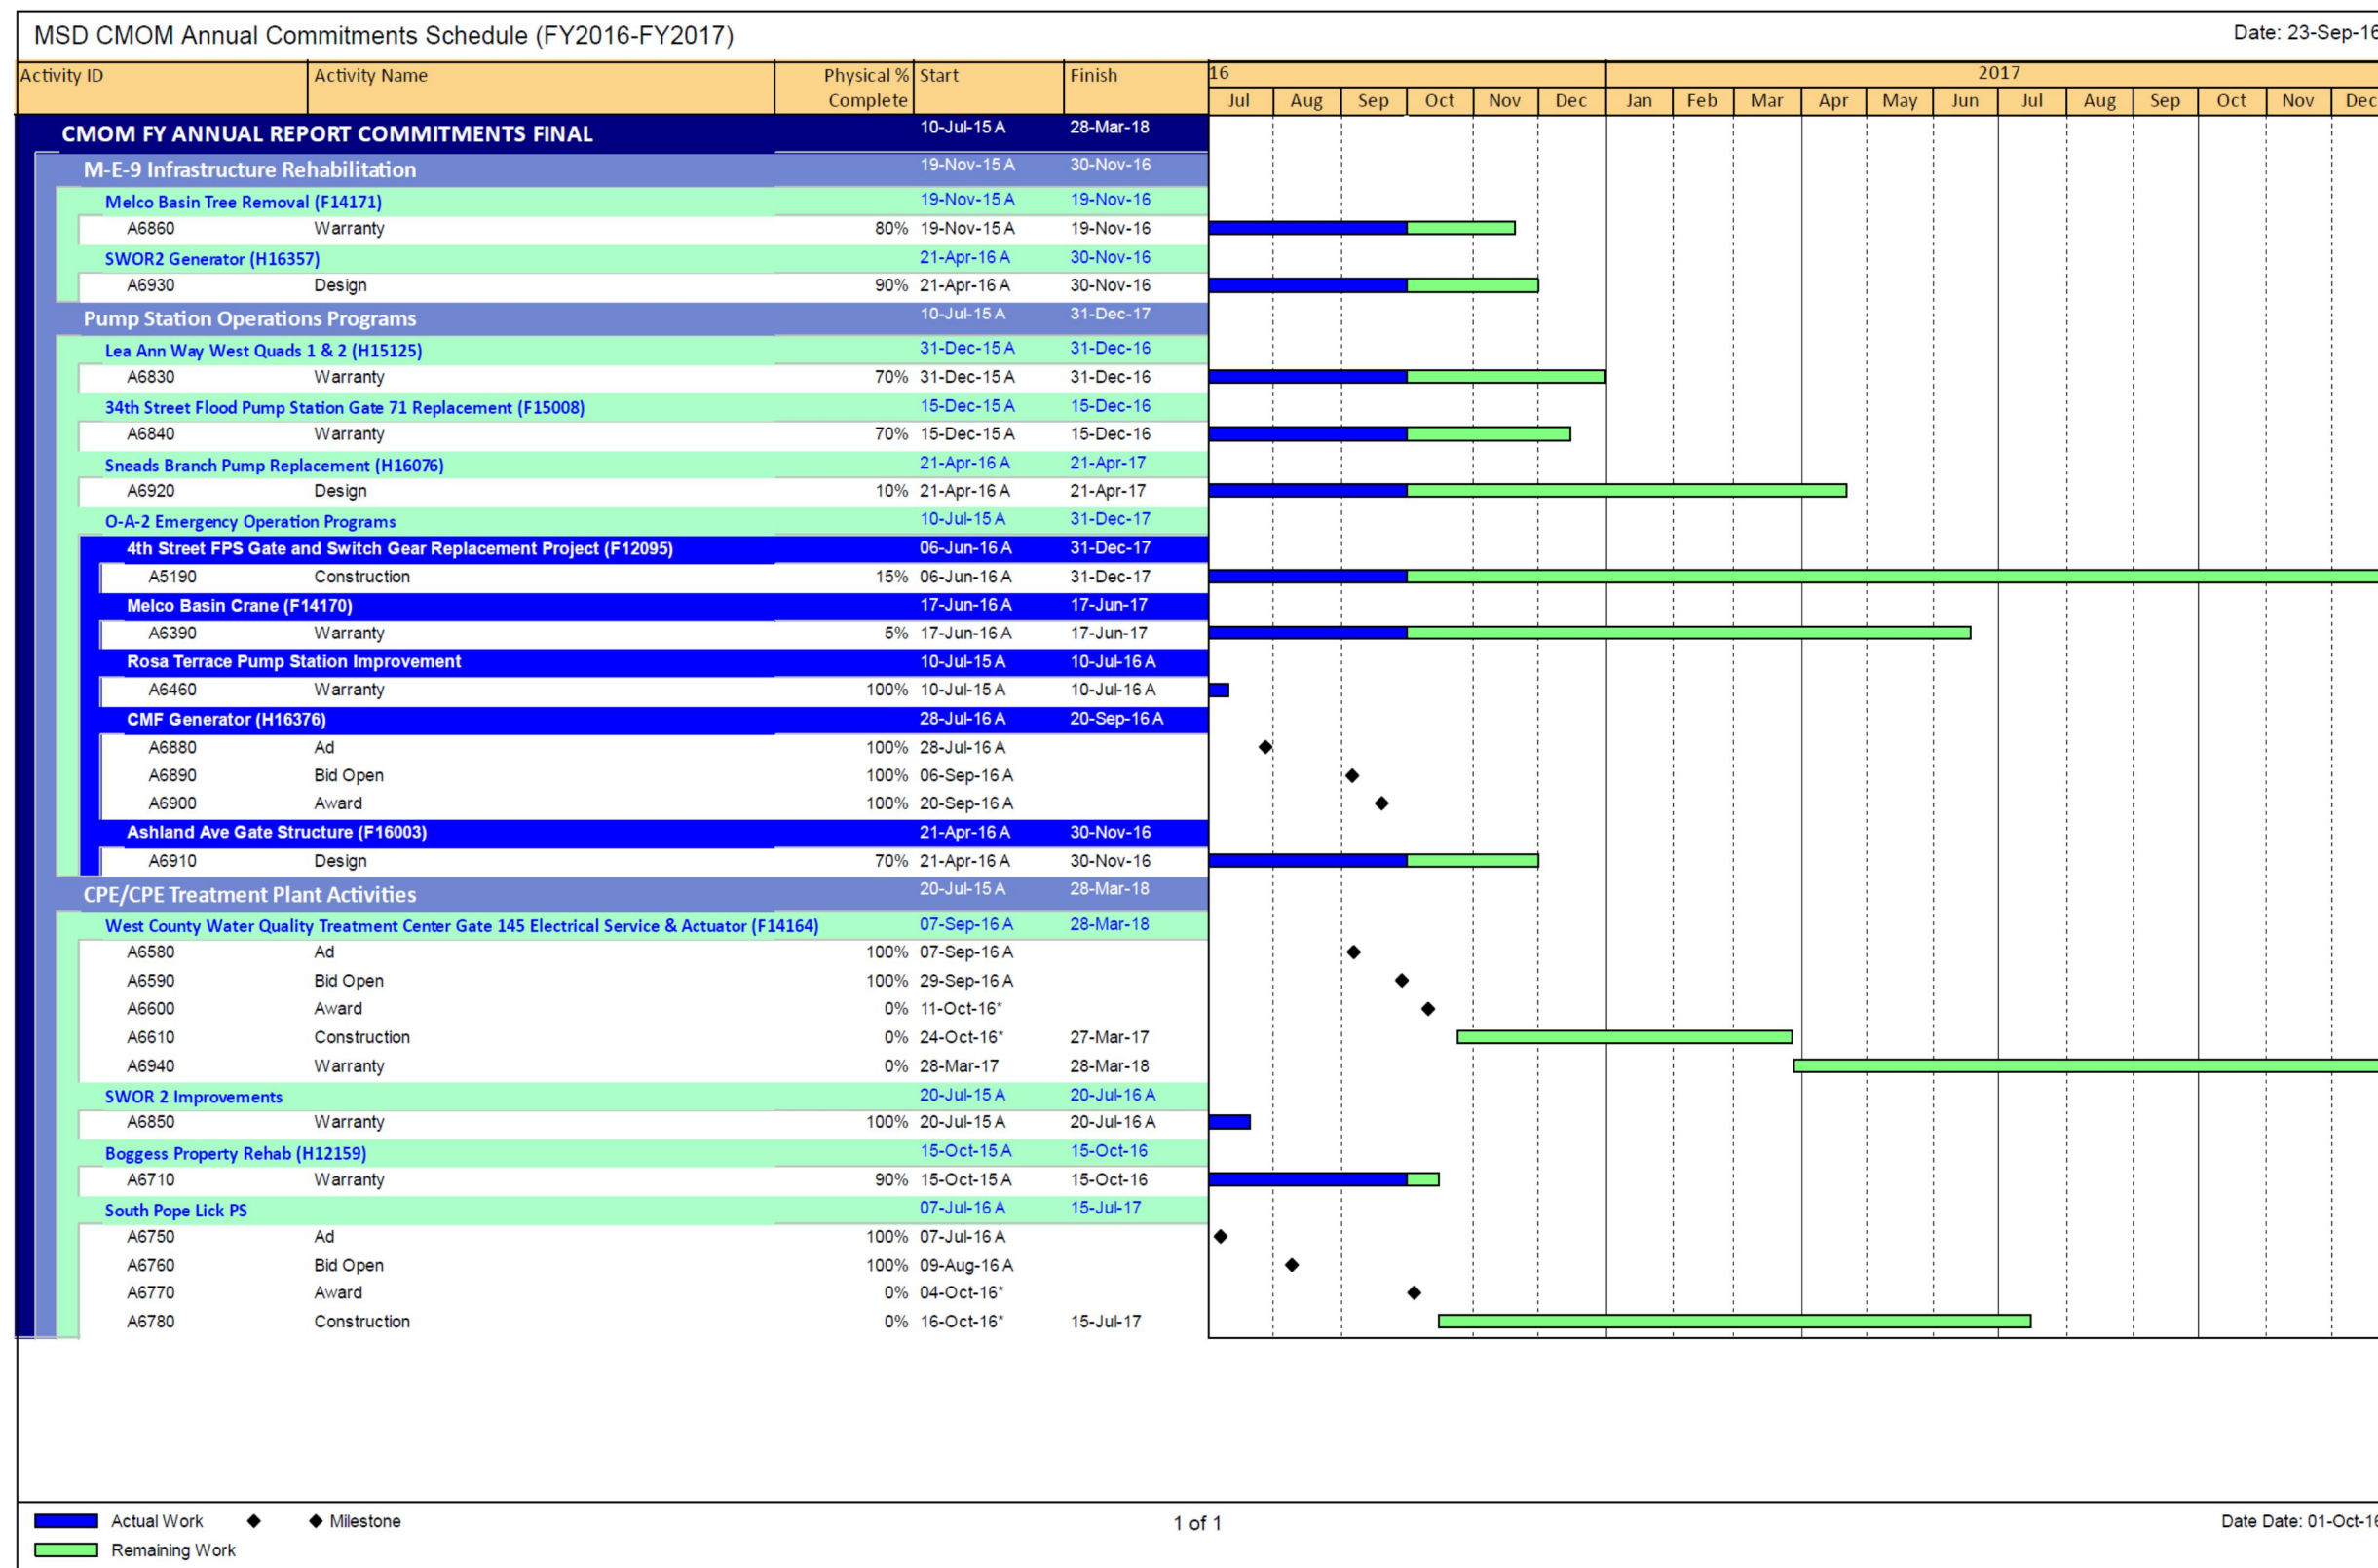 MSD CMOM Annual Commitments Schedule (FY2016-FY2017) Date: 23-Sep-16
Activity ID Activity Name Physical % Start Finish 16 2017
Complete Jul Aug Sep Oct Nov Dec Jan Feb Mar Apr May Jun Jul Aug Sep Oct Nov Dec
CMOM FY ANNUAL REPORT COMMITMENTS FINAL 10-Jul-15 A 28-Mar-18
M-E-9 Infrastructure Rehabilitation 19-Nov-15 A 30-Nov-16
Melco Basin Tree Removal (F14171) 19-Nov-15 A 19-Nov-16
A6860 Warranty 80% 19-Nov-15 A 19-Nov-16
SWOR2 Generator (H16357) 21-Apr-16 A 30-Nov-16
A6930 Design 90% 21-Apr-16 A 30-Nov-16
Pump Station Operations Programs 10-Jul-15 A 31-Dec-17
Lea Ann Way West Quads 1 & 2 (H15125) 31-Dec-15 A 31-Dec-16
A6830 Warranty 70% 31-Dec-15 A 31-Dec-16
34th Street Flood Pump Station Gate 71 Replacement (F15008) 15-Dec-15 A 15-Dec-16
A6840 Warranty 70% 15-Dec-15 A 15-Dec-16
Sneads Branch Pump Replacement (H16076) 21-Apr-16 A 21-Apr-17
A6920 Design 10% 21-Apr-16 A 21-Apr-17
O-A-2 Emergency Operation Programs 10-Jul-15 A 31-Dec-17
4th Street FPS Gate and Switch Gear Replacement Project (F12095) 06-Jun-16 A 31-Dec-17
A5190 Construction 15% 06-Jun-16 A 31-Dec-17
Melco Basin Crane (F14170) 17-Jun-16 A 17-Jun-17
A6390 Warranty 5% 17-Jun-16 A 17-Jun-17
Rosa Terrace Pump Station Improvement 10-Jul-15 A 10-Jul-16 A
A6460 Warranty 100% 10-Jul-15 A 10-Jul-16 A
CMF Generator (H16376) 28-Jul-16 A 20-Sep-16 A
A6880 Ad 100% 28-Jul-16 A
A6890 Bid Open 100% 06-Sep-16 A
A6900 Award 100% 20-Sep-16 A
Ashland Ave Gate Structure (F16003) 21-Apr-16 A 30-Nov-16
A6910 Design 70% 21-Apr-16 A 30-Nov-16
CPE/CPE Treatment Plant Activities 20-Jul-15 A 28-Mar-18
West County Water Quality Treatment Center Gate 145 Electrical Service & Actuator (F14164) 07-Sep-16 A 28-Mar-18
A6580 Ad 100% 07-Sep-16 A
A6590 Bid Open 100% 29-Sep-16 A
A6600 Award 0% 11-Oct-16*
A6610 Construction 0% 24-Oct-16* 27-Mar-17
A6940 Warranty 0% 28-Mar-17 28-Mar-18
SWOR 2 Improvements 20-Jul-15 A 20-Jul-16 A
A6850 Warranty 100% 20-Jul-15 A 20-Jul-16 A
Boggess Property Rehab (H12159) 15-Oct-15 A 15-Oct-16
A6710 Warranty 90% 15-Oct-15 A 15-Oct-16
South Pope Lick PS 07-Jul-16 A 15-Jul-17
A6750 Ad 100% 07-Jul-16 A
A6760 Bid Open 100% 09-Aug-16 A
A6770 Award 0% 04-Oct-16*
A6780 Construction 0% 16-Oct-16* 15-Jul-17
Actual Work Milestone 1 of 1 Date Date: 01-Oct-16
Remaining Work